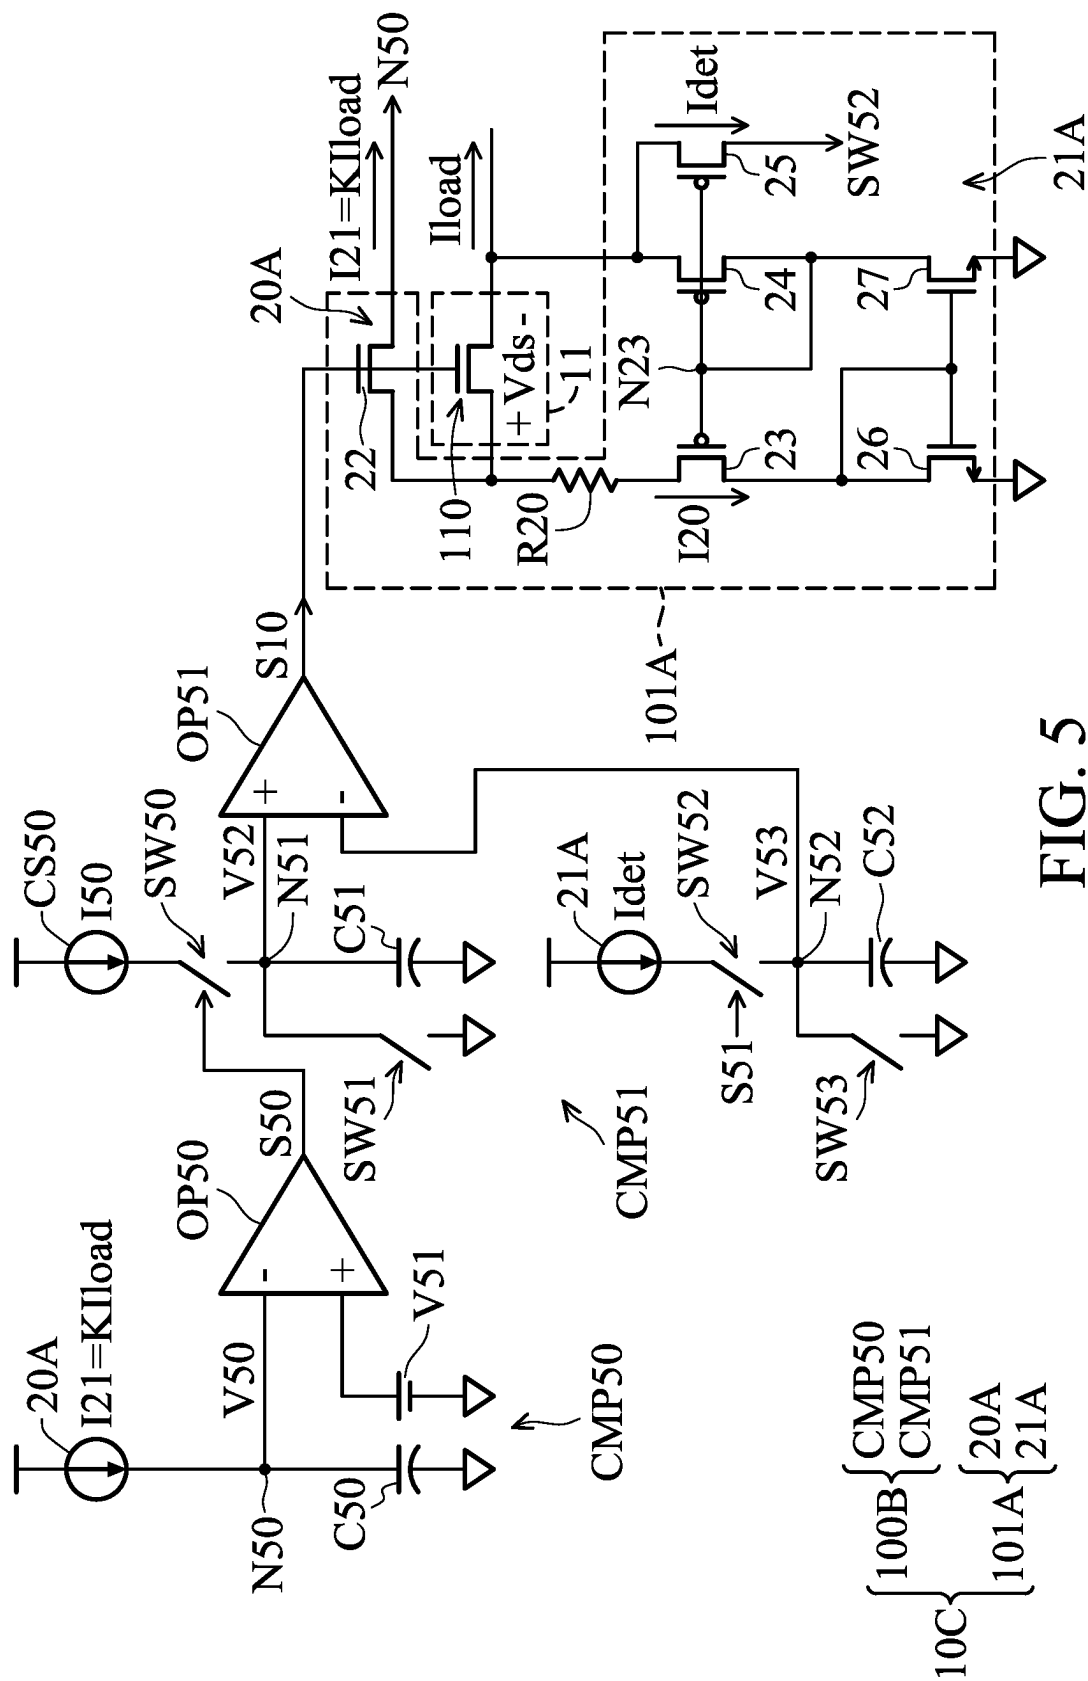 20A
I21=KIload
V50
N50
C50
OP50
-
+
S50
V51
CMP50
CS50
I50
SW50
V52
N51
C51
SW51
CMP51
OP51
+
-
S10
21A
Idet
SW52
S51
V53
N52
C52
SW53
I21=KIload
N50
20A
22
Iload
110
+ Vds -
11
R20
I20
N23
23
24
25
Idet
SW52
26
27
21A
101A
10C
100B
CMP50
CMP51
101A
20A
21A
FIG. 5